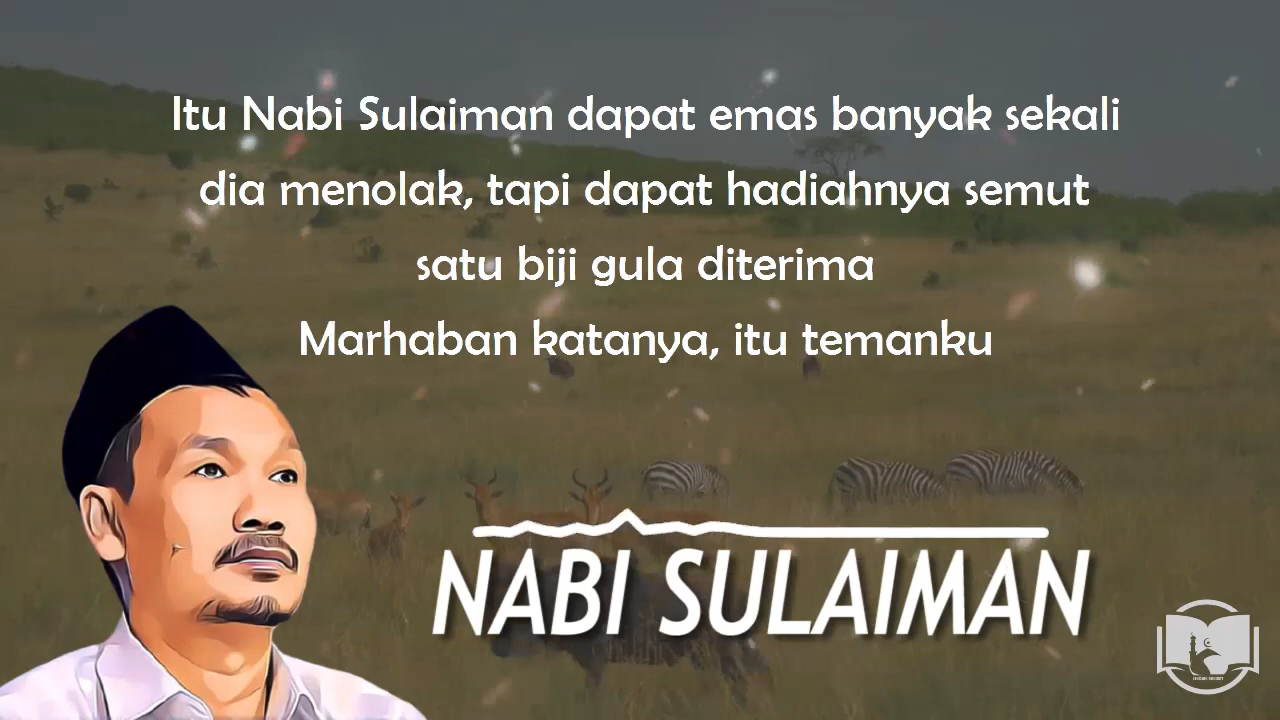 Itu Nabi Sulaiman dapat emas banyak sekali
dia menolak, tapi dapat hadiahnya semut
satu biji gula diterima
Marhaban katanya, itu temanku
NABI SULAIMAN